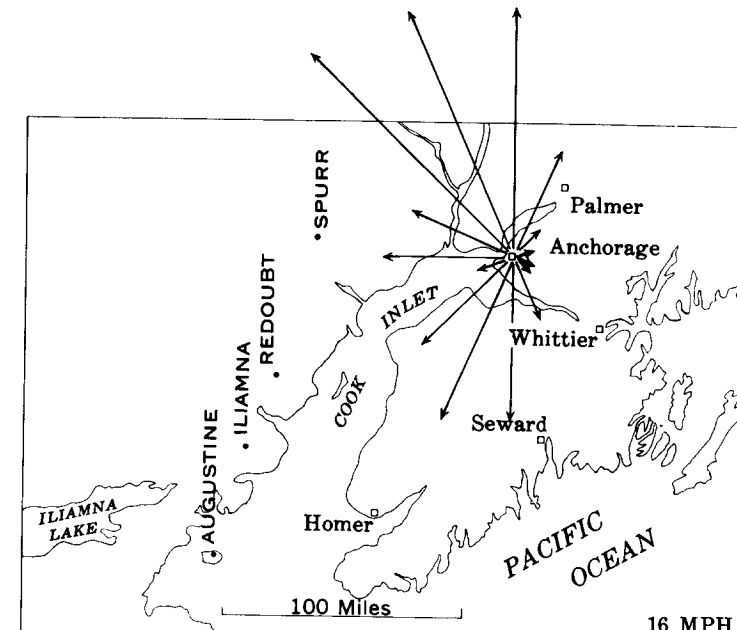 SPURR
Palmer
Anchorage
REDOUBT
INLET
Whittier
ILIAMNA
COOK
Seward
AUGUSTINE
ILIAMNA
LAKE
Homer
PACIFIC
OCEAN
100 Miles
16 MPH